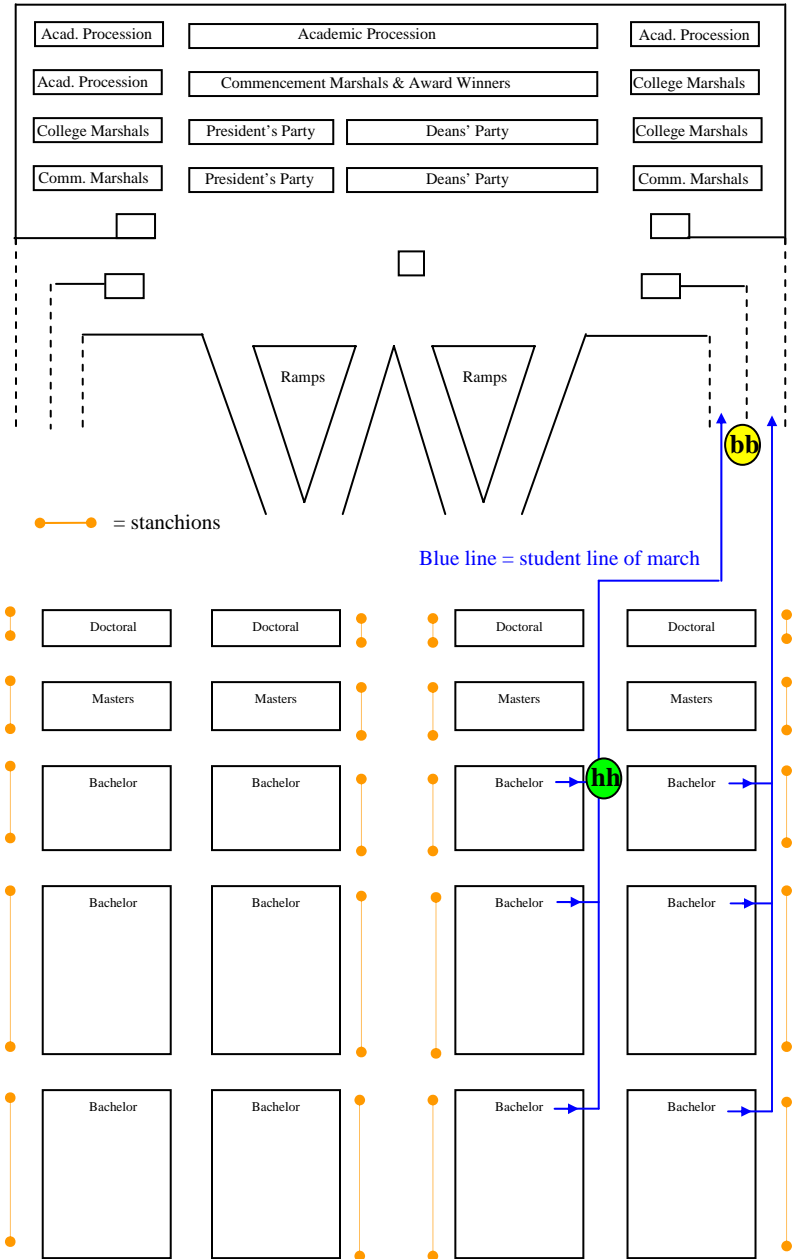 Acad. Procession
Academic Procession
Acad. Procession
Acad. Procession
Commencement Marshals & Award Winners
College Marshals
College Marshals
President's Party
Deans' Party
College Marshals
Comm. Marshals
President's Party
Deans' Party
Comm. Marshals
Ramps
Ramps
bb
= stanchions
Blue line = student line of march
Doctoral
Doctoral
Doctoral
Doctoral
Masters
Masters
Masters
Masters
Bachelor
Bachelor
Bachelor
hh
Bachelor
Bachelor
Bachelor
Bachelor
Bachelor
Bachelor
Bachelor
Bachelor
Bachelor